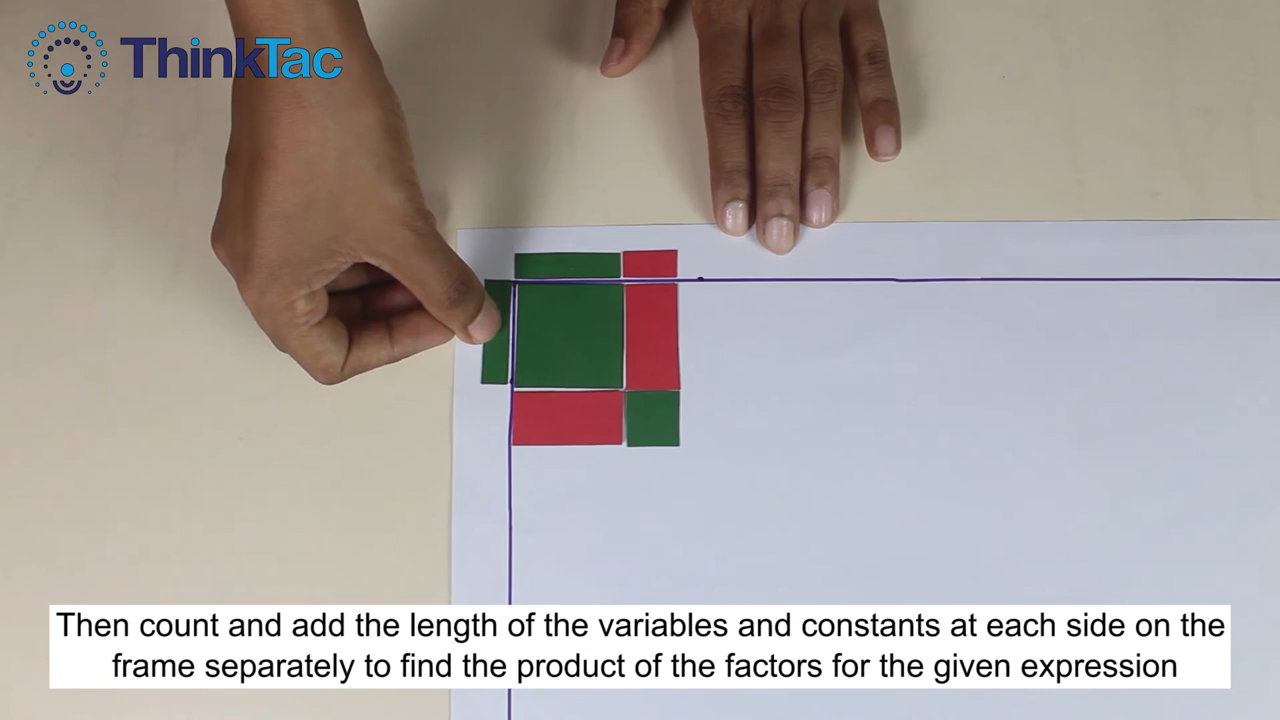 ThinkTac
Then count and add the length of the variables and constants at each side on the
frame separately to find the product of the factors for the given expression